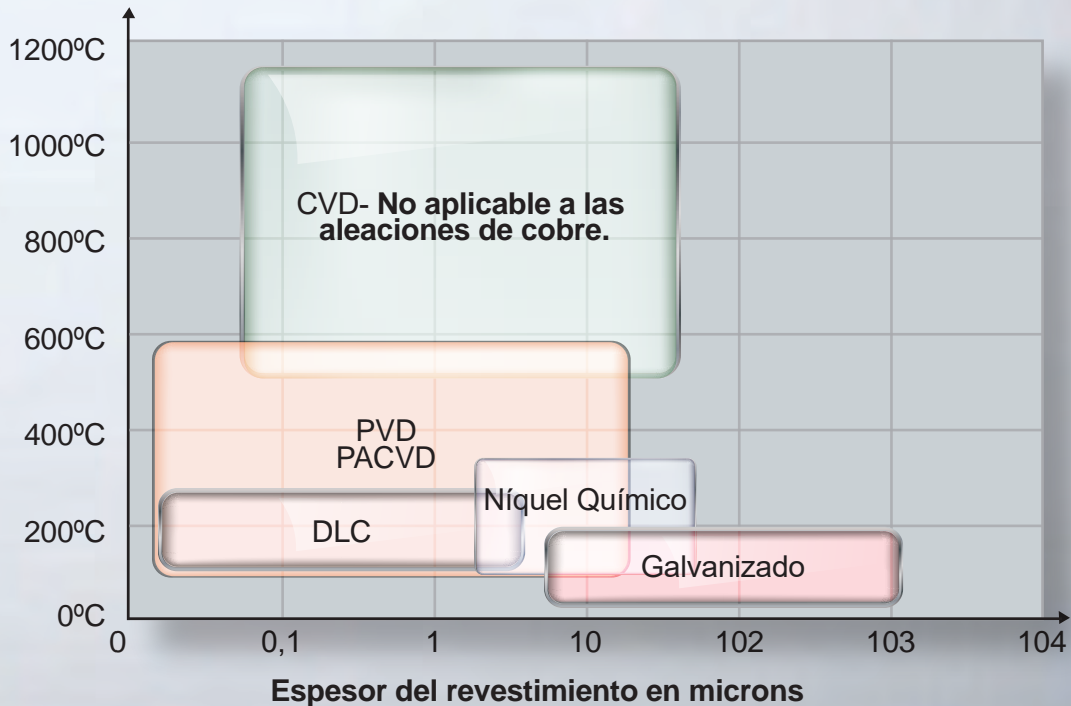 1200ºC
1000ºC
800ºC
600ºC
400ºC
200ºC
0ºC
CVD- No aplicable a las
aleaciones de cobre.
PVD
PACVD
DLC
Níquel Químico
Galvanizado
0 0,1 1 10 102 103 104
Espesor del revestimiento en microns